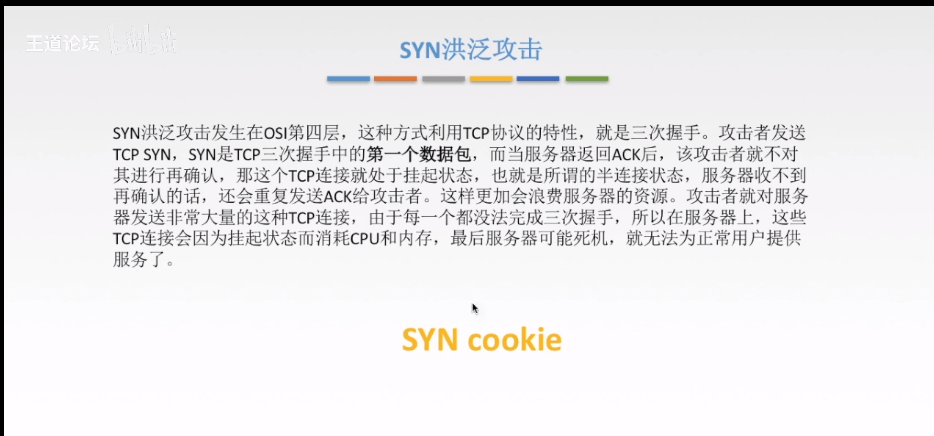 王道论坛
SYN洪泛攻击
SYN洪泛攻击发生在OSI第四层，这种方式利用TCP协议的特性，就是三次握手。攻击者发送
TCP SYN，SYN是TCP三次握手中的第一个数据包，而当服务器返回ACK后，该攻击者就不对
其进行再确认，那这个TCP连接就处于挂起状态，也就是所谓的半连接状态，服务器收不到
再确认的话，还会重复发送ACK给攻击者。这样更加会浪费服务器的资源。攻击者就对服务
器发送非常大量的这种TCP连接，由于每一个都没法完成三次握手，所以在服务器上，这些
TCP连接会因为挂起状态而消耗CPU和内存，最后服务器可能死机，就无法为正常用户提供
服务了。
SYN cookie